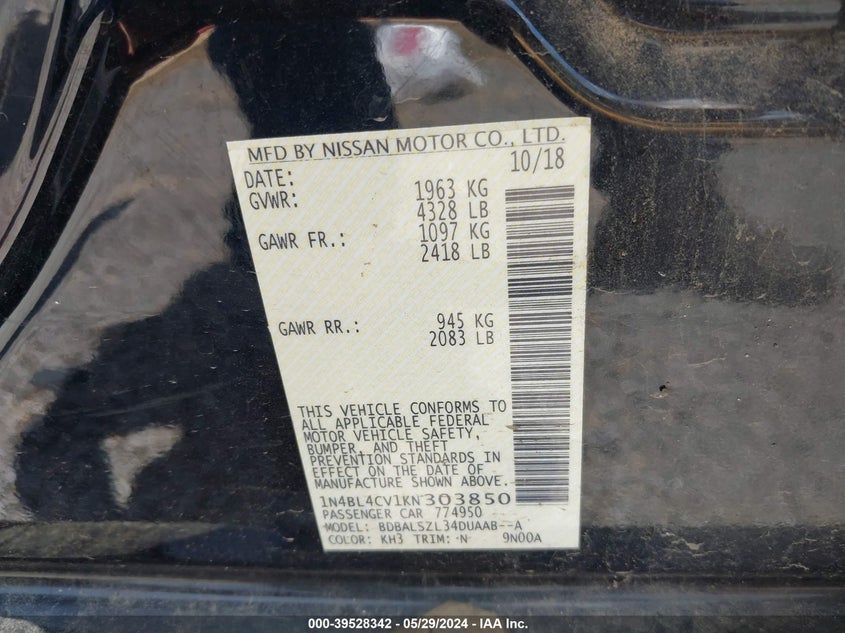 MFD BY NISSAN MOTOR CO., LTD.
DATE: 10/18
GVWR: 1963 KG
4328 LB
GAWR FR.: 1097 KG
2418 LB
GAWR RR.: 945 KG
2083 LB
THIS VEHICLE CONFORMS TO
ALL APPLICABLE FEDERAL
MOTOR VEHICLE SAFETY,
BUMPER, AND THEFT
PREVENTION STANDARDS IN
EFFECT ON THE DATE OF
MANUFACTURE SHOWN ABOVE.
1N4BL4CV1KN303850
PASSENGER CAR 774950
MODEL: BDBALSZL34DUAAB--A
COLOR: KH3 TRIM: N 9N00A
000-39528342 - 05/29/2024 - IAA Inc.